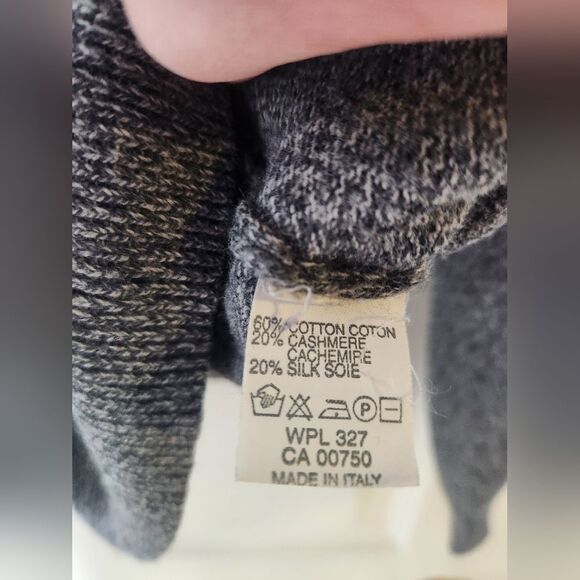 60% COTTON COTON
20% CASHMERE
CACHEMIRE
20% SILK SOIE
P
WPL 327
CA 00750
MADE IN ITALY